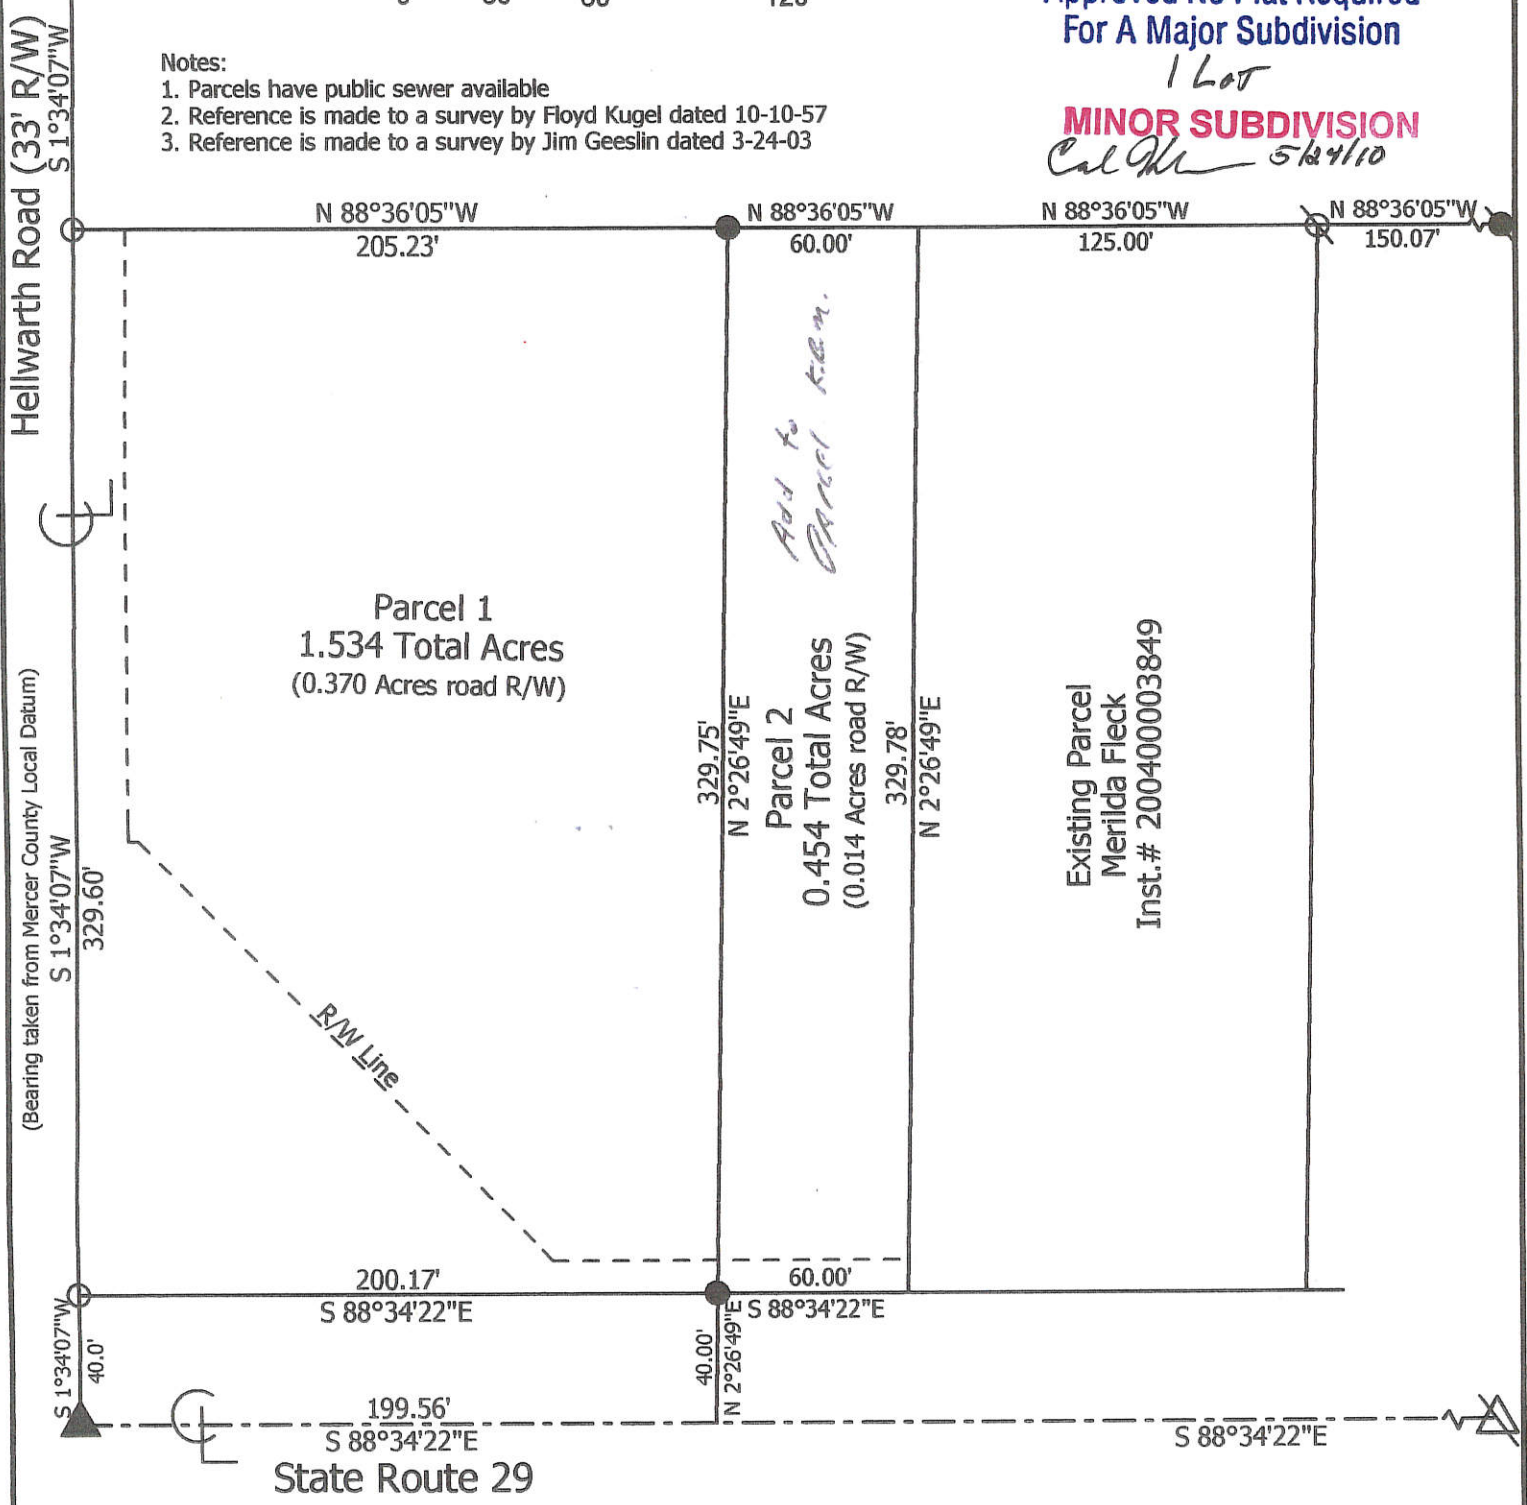 For A Major Subdivision
1 Lot
MINOR SUBDIVISION
5/24/10
Notes:
1. Parcels have public sewer available
2. Reference is made to a survey by Floyd Kugel dated 10-10-57
3. Reference is made to a survey by Jim Geeslin dated 3-24-03
Hellwarth Road (33' R/W)
S 1°34'07"W
N 88°36'05"W
205.23'
N 88°36'05"W
60.00'
N 88°36'05"W
125.00'
N 88°36'05"W
150.07'
Add to
Parcel K.B.M.
Parcel 1
1.534 Total Acres
(0.370 Acres road R/W)
329.75'
N 2°26'49"E
Parcel 2
0.454 Total Acres
(0.014 Acres road R/W)
329.78'
N 2°26'49"E
Existing Parcel
Merilda Fleck
Inst.# 200400003849
(Bearing taken from Mercer County Local Datum)
S 1°34'07"W
329.60'
R/W Line
200.17'
S 88°34'22"E
60.00'
S 88°34'22"E
S 1°34'07"W
40.0'
40.00'
N 2°26'49"E
199.56'
S 88°34'22"E
S 88°34'22"E
State Route 29